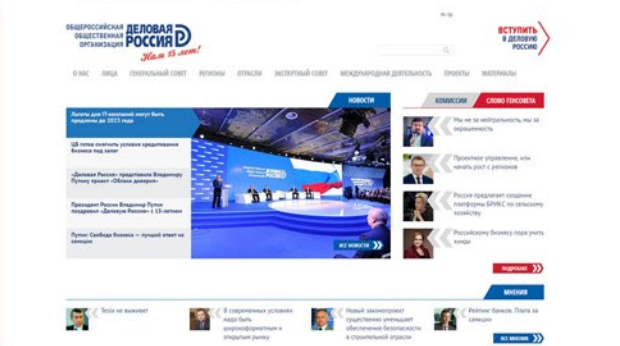 ОБЩЕРОССИЙСКАЯ
ОБЩЕСТВЕННАЯ
ОРГАНИЗАЦИЯ
ДЕЛОВАЯ
РОССИЯ
Нам 15 лет!
ВСТУПИТЬ
В ДЕЛОВУЮ
РОССИЮ
О НАС ЛИЦА ГЕНЕРАЛЬНЫЙ СОВЕТ РЕГИОНЫ ОТРАСЛИ ЭКСПЕРТНЫЙ СОВЕТ МЕЖДУНАРОДНАЯ ДЕЯТЕЛЬНОСТЬ ПРОЕКТЫ МАТЕРИАЛЫ
НОВОСТИ
Льготы для IT-компаний могут быть
продлены до 2023 года
ЦБ готов смягчить условия кредитования
бизнеса под залог
«Деловая Россия» представила Владимиру
Путину проект «Облако доверия»
Президент России Владимир Путин
поздравил «Деловую Россию» с 15-летием
Путин: Свобода бизнеса — лучший ответ на
санкции
ВСЕ НОВОСТИ
КОМИССИИ СЛОВО ГЕНСОВЕТА
Мы не за нейтральность, мы за
окрашенность
Проектное управление, или
начать рост с регионов
Россия предлагает создание
платформы БРИКС по сельскому
хозяйству
Российскому бизнесу пора учить
хинди
ПОДРОБНЕЕ
МНЕНИЯ
Tesla не выживет
В современных условиях
надо быть
широкоформатным и
открытым рынку
Новый законопроект
существенно уменьшает
обеспечение безопасности
в строительной отрасли
Рейтинг банков. Плата за
санкции
ВСЕ МНЕНИЯ